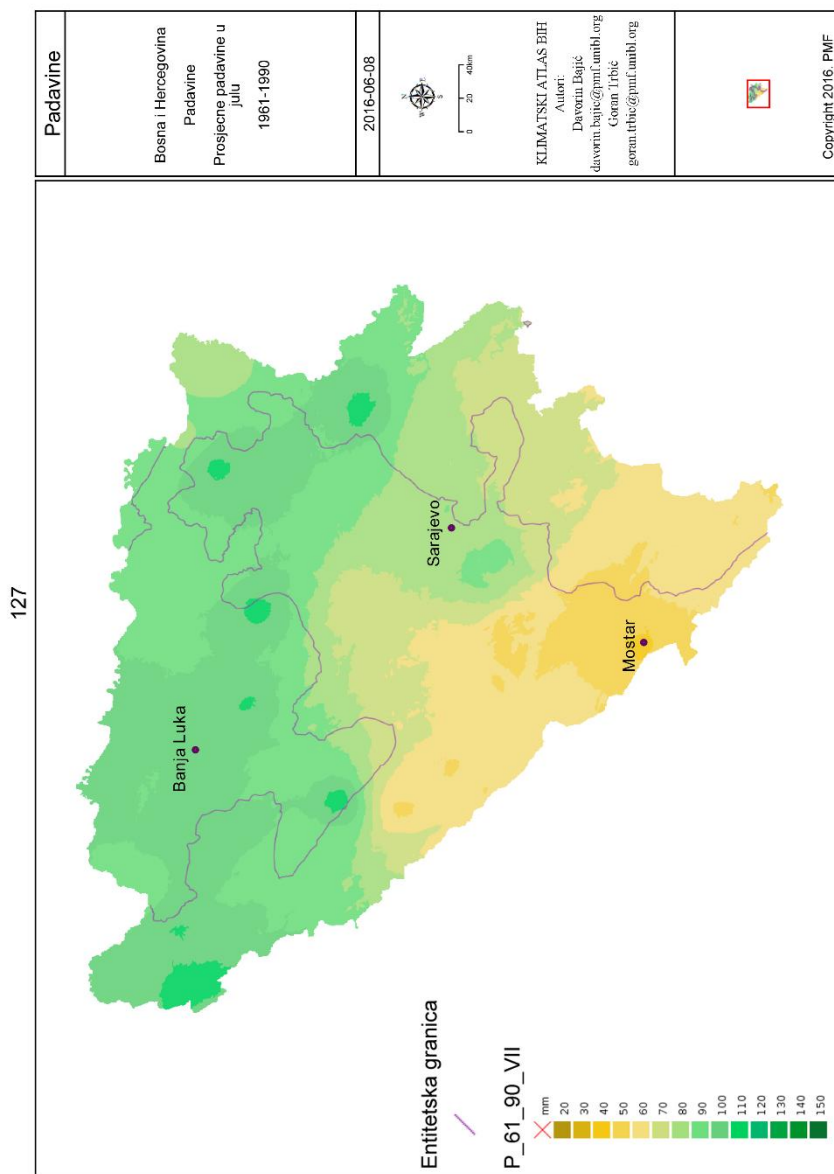 127
Padavine
Bosna i Hercegovina
Padavine
Prosjecne padavine u
julu
1961-1990
2016-06-08
N
W
E
S
0 20 40km
KLIMATSKI ATLAS BIH
Autori:
Davorin Bajić
davorin.bajic@pmf.unibl.org
Goran Trbić
goran.trbic@pmf.unibl.org
Copyright 2016. PMF
Banja Luka
Sarajevo
Mostar
Entitetska granica
P_61_90_VII
mm
20
30
40
50
60
70
80
90
100
110
120
130
140
150